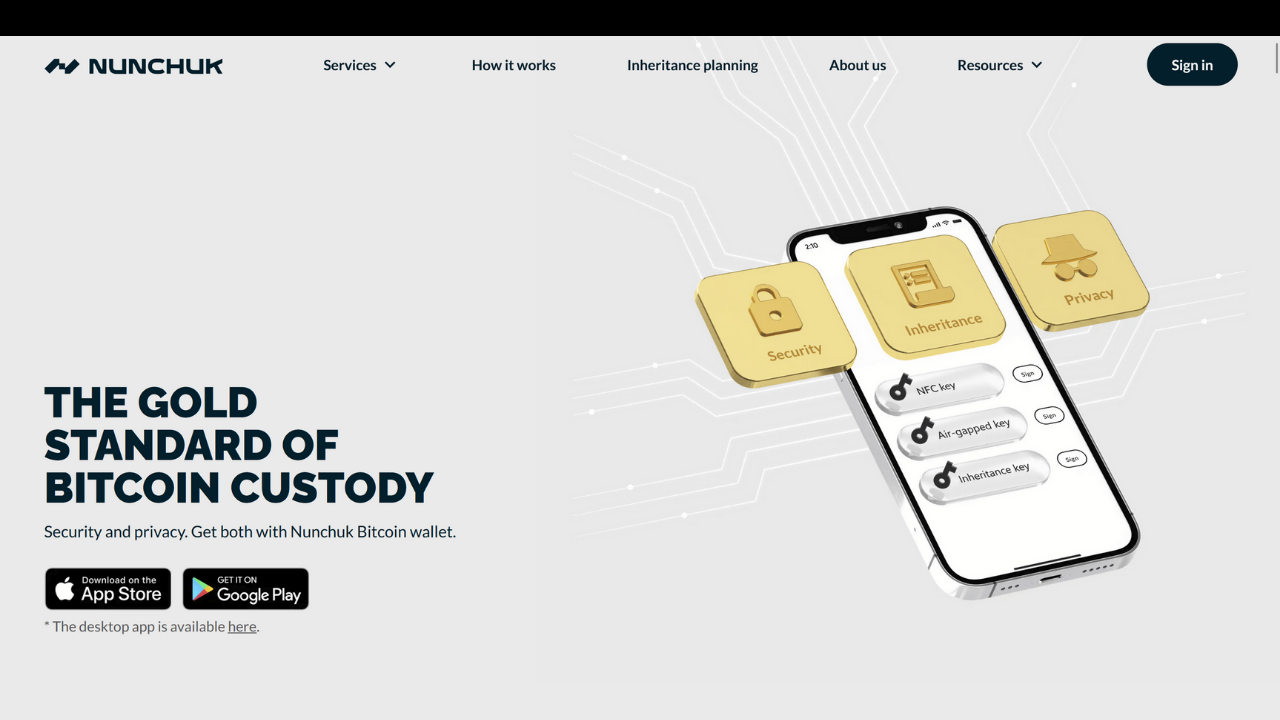 NUNCHUK
Services
How it works
Inheritance planning
About us
Resources
Sign in
2:10
Security
Inheritance
Privacy
NFC key
Sign
Air-gapped key
Sign
Inheritance key
Sign
THE GOLD
STANDARD OF
BITCOIN CUSTODY
Security and privacy. Get both with Nunchuk Bitcoin wallet.
Download on the
App Store
GET IT ON
Google Play
* The desktop app is available here.